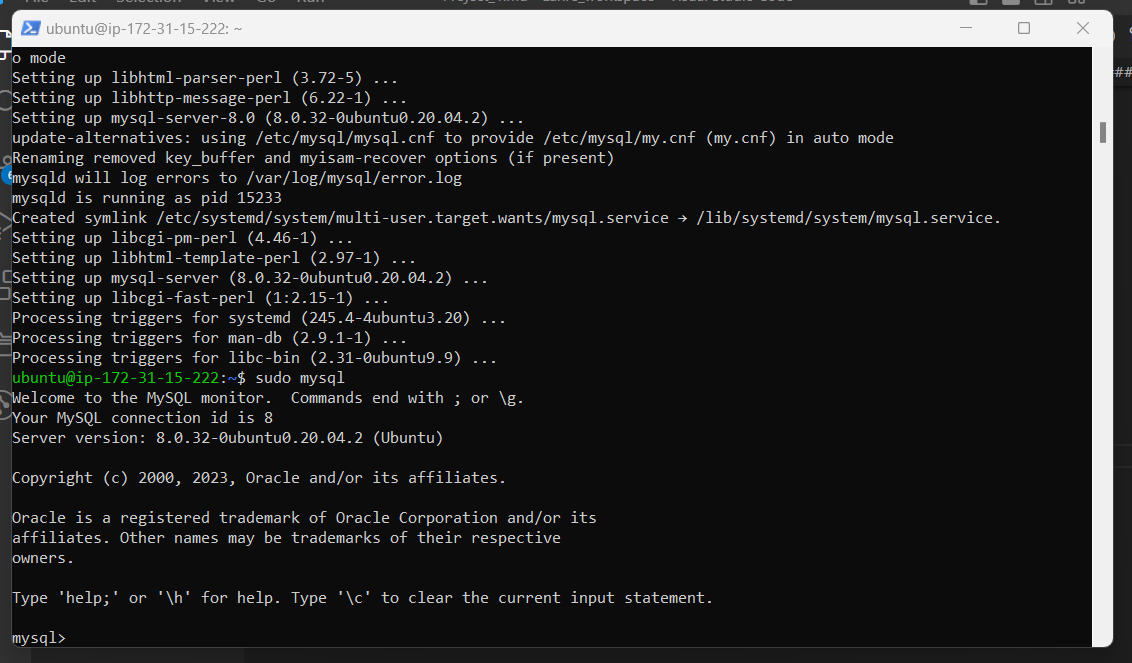 ubuntu@ip-172-31-15-222: ~
o mode
Setting up libhtml-parser-perl (3.72-5) ...
Setting up libhttp-message-perl (6.22-1) ...
Setting up mysql-server-8.0 (8.0.32-0ubuntu0.20.04.2) ...
update-alternatives: using /etc/mysql/mysql.cnf to provide /etc/mysql/my.cnf (my.cnf) in auto mode
Renaming removed key_buffer and myisam-recover options (if present)
mysqld will log errors to /var/log/mysql/error.log
mysqld is running as pid 15233
Created symlink /etc/systemd/system/multi-user.target.wants/mysql.service → /lib/systemd/system/mysql.service.
Setting up libcgi-pm-perl (4.46-1) ...
Setting up libhtml-template-perl (2.97-1) ...
Setting up mysql-server (8.0.32-0ubuntu0.20.04.2) ...
Setting up libcgi-fast-perl (1:2.15-1) ...
Processing triggers for systemd (245.4-4ubuntu3.20) ...
Processing triggers for man-db (2.9.1-1) ...
Processing triggers for libc-bin (2.31-0ubuntu9.9) ...
ubuntu@ip-172-31-15-222:~$ sudo mysql
Welcome to the MySQL monitor.  Commands end with ; or \g.
Your MySQL connection id is 8
Server version: 8.0.32-0ubuntu0.20.04.2 (Ubuntu)
Copyright (c) 2000, 2023, Oracle and/or its affiliates.
Oracle is a registered trademark of Oracle Corporation and/or its
affiliates. Other names may be trademarks of their respective
owners.
Type 'help;' or '\h' for help. Type '\c' to clear the current input statement.
mysql>
##